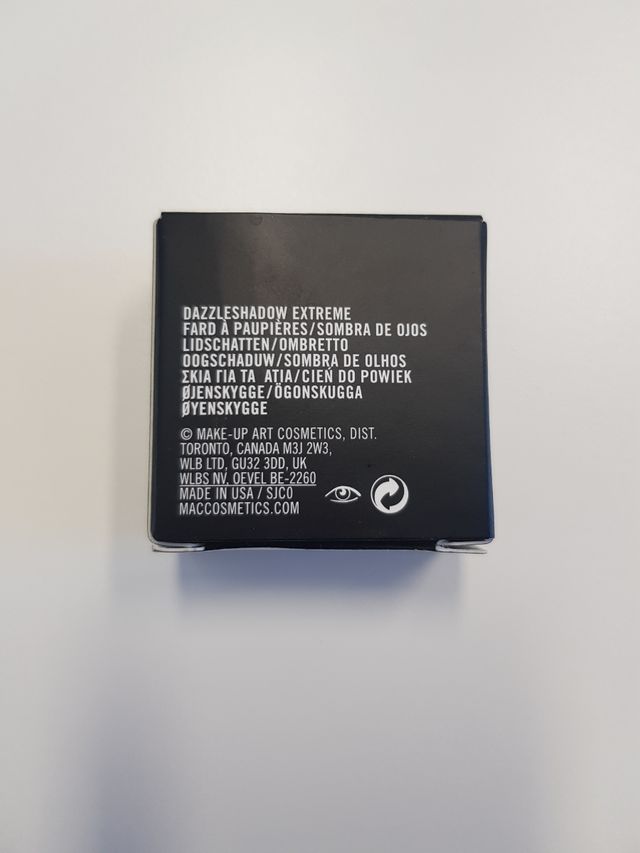 DAZZLESHADOW EXTREME
FARD À PAUPIÈRES/SOMBRA DE OJOS
LIDSCHATTEN/OMBRETTO
OOGSCHADUW/SOMBRA DE OLHOS
ΣΚΙΑ ΓΙΑ ΤΑ ΑΤΙΑ/CIEŃ DO POWIEK
ØJENSKYGGE/ÖGONSKUGGA
ØYENSKYGGE
© MAKE-UP ART COSMETICS, DIST.
TORONTO, CANADA M3J 2W3,
WLB LTD, GU32 3DD, UK
WLBS NV. OEVEL BE-2260
MADE IN USA / SJC0
MACCOSMETICS.COM